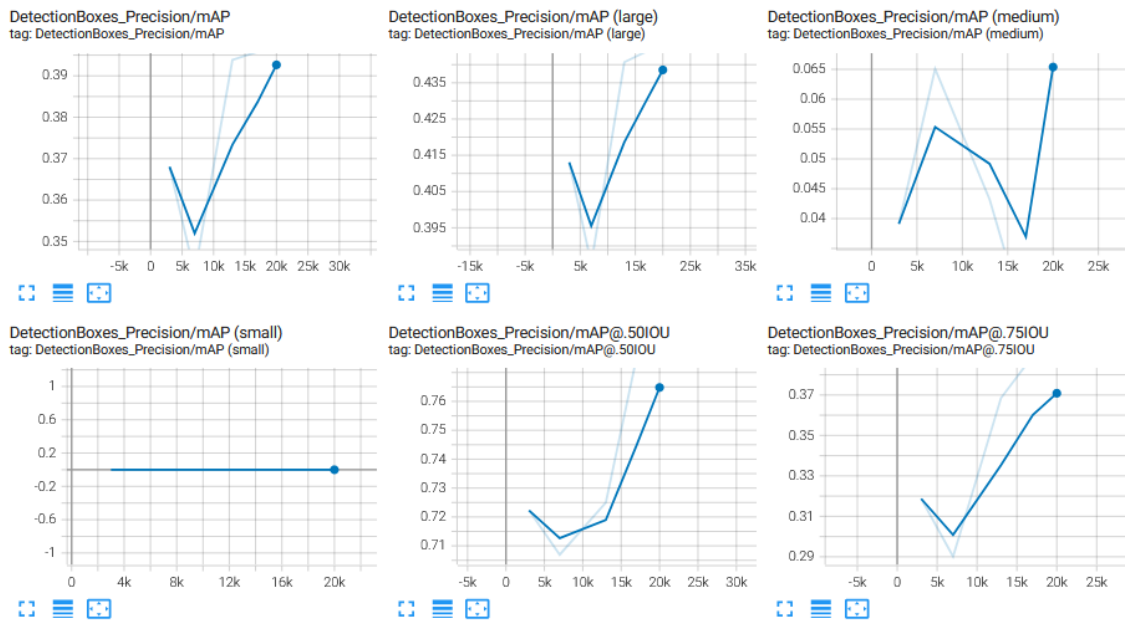 DetectionBoxes_Precision/mAP
tag: DetectionBoxes_Precision/mAP
0.39
0.38
0.37
0.36
0.35
-5k 0 5k 10k 15k 20k 25k 30k
DetectionBoxes_Precision/mAP (large)
tag: DetectionBoxes_Precision/mAP (large)
0.435
0.425
0.415
0.405
0.395
-15k -5k 5k 15k 25k 35k
DetectionBoxes_Precision/mAP (medium)
tag: DetectionBoxes_Precision/mAP (medium)
0.065
0.06
0.055
0.05
0.045
0.04
0 5k 10k 15k 20k 25k
DetectionBoxes_Precision/mAP (small)
tag: DetectionBoxes_Precision/mAP (small)
1
0.6
0.2
-0.2
-0.6
-1
0 4k 8k 12k 16k 20k
DetectionBoxes_Precision/mAP@.50IOU
tag: DetectionBoxes_Precision/mAP@.50IOU
0.76
0.75
0.74
0.73
0.72
0.71
-5k 0 5k 10k 15k 20k 25k 30k
DetectionBoxes_Precision/mAP@.75IOU
tag: DetectionBoxes_Precision/mAP@.75IOU
0.37
0.35
0.33
0.31
0.29
-5k 0 5k 10k 15k 20k 25k